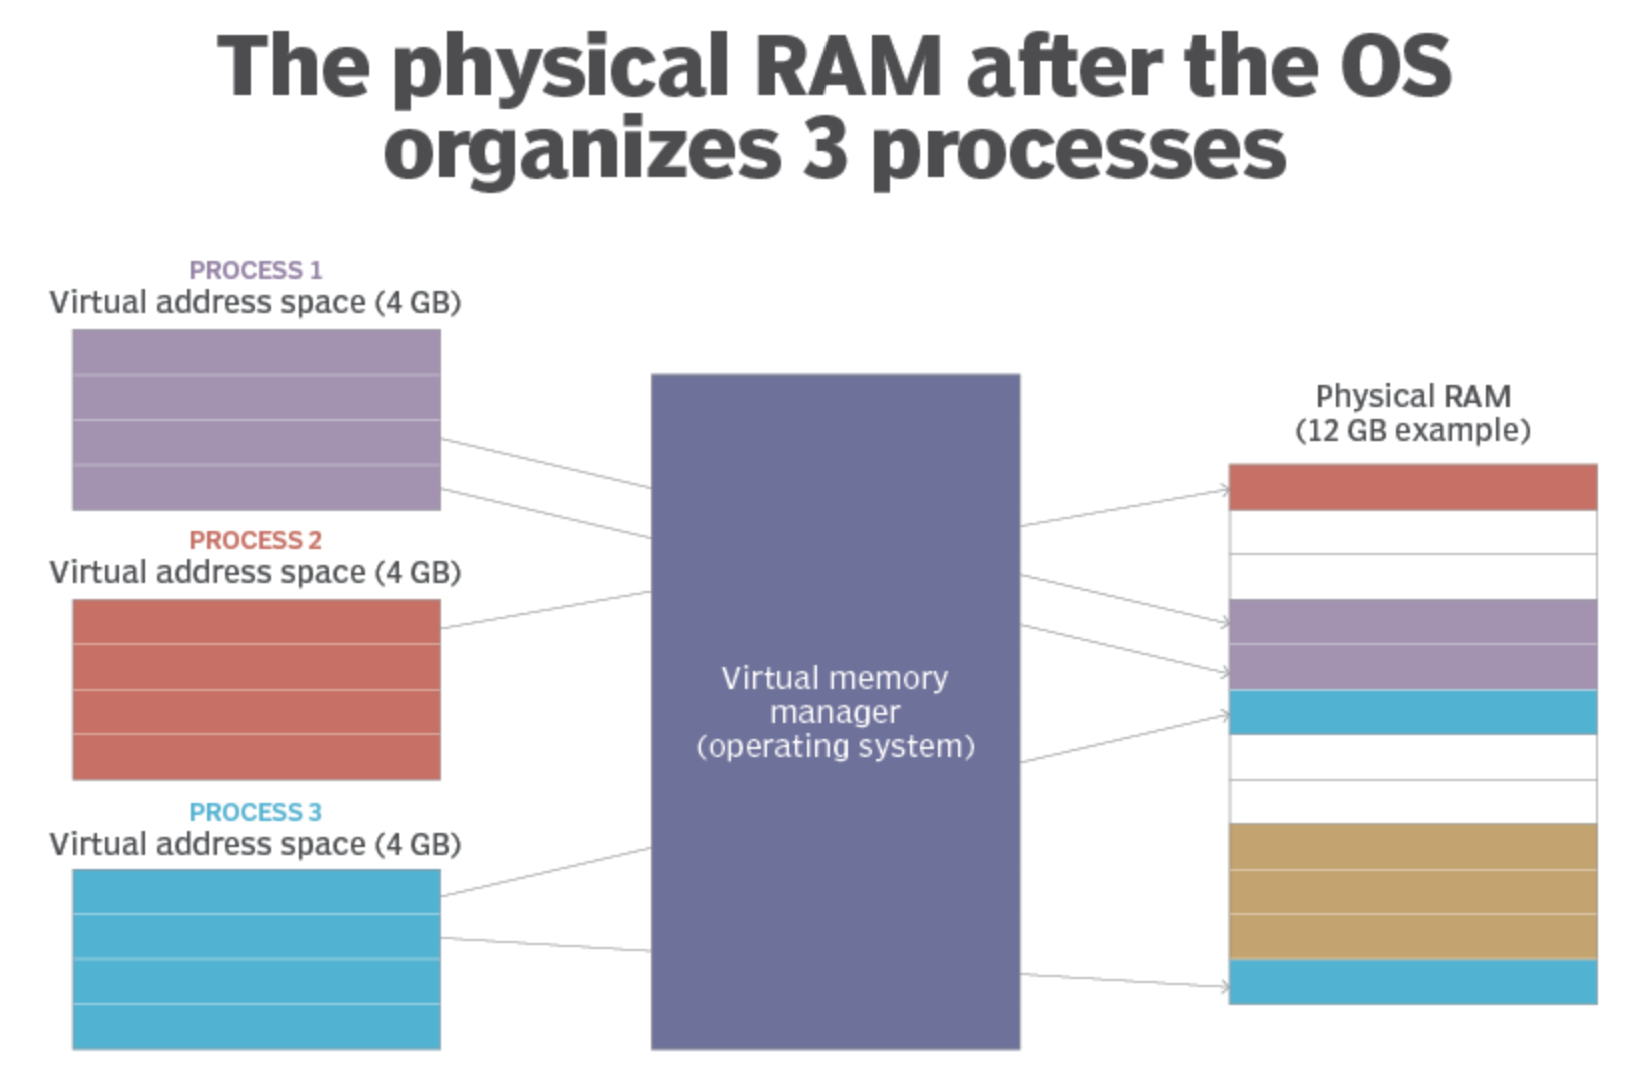 The physical RAM after the OS
organizes 3 processes
PROCESS 1
Virtual address space (4 GB)
PROCESS 2
Virtual address space (4 GB)
PROCESS 3
Virtual address space (4 GB)
Virtual memory
manager
(operating system)
Physical RAM
(12 GB example)